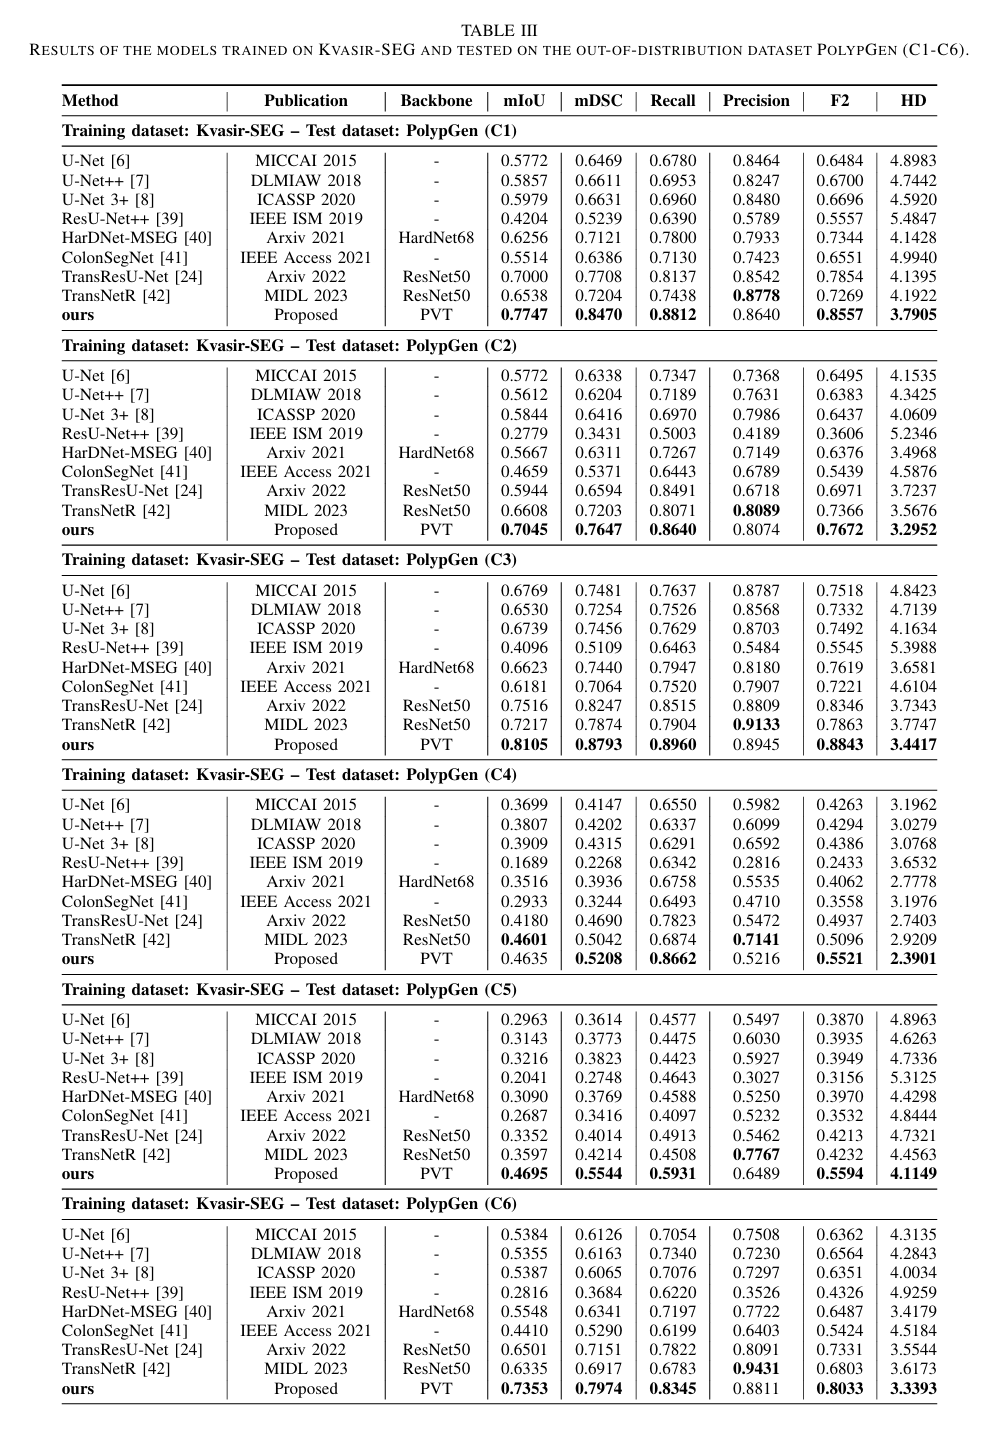 TABLE III
RESULTS OF THE MODELS TRAINED ON KVASIR-SEG AND TESTED ON THE OUT-OF-DISTRIBUTION DATASET POLYPGEN (C1-C6).
Method Publication Backbone mIoU mDSC Recall Precision F2 HD
Training dataset: Kvasir-SEG – Test dataset: PolypGen (C1)
U-Net [6] MICCAI 2015 - 0.5772 0.6469 0.6780 0.8464 0.6484 4.8983
U-Net++ [7] DLMIAW 2018 - 0.5857 0.6611 0.6953 0.8247 0.6700 4.7442
U-Net 3+ [8] ICASSP 2020 - 0.5979 0.6631 0.6960 0.8480 0.6696 4.5920
ResU-Net++ [39] IEEE ISM 2019 - 0.4204 0.5239 0.6390 0.5789 0.5557 5.4847
HarDNet-MSEG [40] Arxiv 2021 HardNet68 0.6256 0.7121 0.7800 0.7933 0.7344 4.1428
ColonSegNet [41] IEEE Access 2021 - 0.5514 0.6386 0.7130 0.7423 0.6551 4.9940
TransResU-Net [24] Arxiv 2022 ResNet50 0.7000 0.7708 0.8137 0.8542 0.7854 4.1395
TransNetR [42] MIDL 2023 ResNet50 0.6538 0.7204 0.7438 0.8778 0.7269 4.1922
ours Proposed PVT 0.7747 0.8470 0.8812 0.8640 0.8557 3.7905
Training dataset: Kvasir-SEG – Test dataset: PolypGen (C2)
U-Net [6] MICCAI 2015 - 0.5772 0.6338 0.7347 0.7368 0.6495 4.1535
U-Net++ [7] DLMIAW 2018 - 0.5612 0.6204 0.7189 0.7631 0.6383 4.3425
U-Net 3+ [8] ICASSP 2020 - 0.5844 0.6416 0.6970 0.7986 0.6437 4.0609
ResU-Net++ [39] IEEE ISM 2019 - 0.2779 0.3431 0.5003 0.4189 0.3606 5.2346
HarDNet-MSEG [40] Arxiv 2021 HardNet68 0.5667 0.6311 0.7267 0.7149 0.6376 3.4968
ColonSegNet [41] IEEE Access 2021 - 0.4659 0.5371 0.6443 0.6789 0.5439 4.5876
TransResU-Net [24] Arxiv 2022 ResNet50 0.5944 0.6594 0.8491 0.6718 0.6971 3.7237
TransNetR [42] MIDL 2023 ResNet50 0.6608 0.7203 0.8071 0.8089 0.7366 3.5676
ours Proposed PVT 0.7045 0.7647 0.8640 0.8074 0.7672 3.2952
Training dataset: Kvasir-SEG – Test dataset: PolypGen (C3)
U-Net [6] MICCAI 2015 - 0.6769 0.7481 0.7637 0.8787 0.7518 4.8423
U-Net++ [7] DLMIAW 2018 - 0.6530 0.7254 0.7526 0.8568 0.7332 4.7139
U-Net 3+ [8] ICASSP 2020 - 0.6739 0.7456 0.7629 0.8703 0.7492 4.1634
ResU-Net++ [39] IEEE ISM 2019 - 0.4096 0.5109 0.6463 0.5484 0.5545 5.3988
HarDNet-MSEG [40] Arxiv 2021 HardNet68 0.6623 0.7440 0.7947 0.8180 0.7619 3.6581
ColonSegNet [41] IEEE Access 2021 - 0.6181 0.7064 0.7520 0.7907 0.7221 4.6104
TransResU-Net [24] Arxiv 2022 ResNet50 0.7516 0.8247 0.8515 0.8809 0.8346 3.7343
TransNetR [42] MIDL 2023 ResNet50 0.7217 0.7874 0.7904 0.9133 0.7863 3.7747
ours Proposed PVT 0.8105 0.8793 0.8960 0.8945 0.8843 3.4417
Training dataset: Kvasir-SEG – Test dataset: PolypGen (C4)
U-Net [6] MICCAI 2015 - 0.3699 0.4147 0.6550 0.5982 0.4263 3.1962
U-Net++ [7] DLMIAW 2018 - 0.3807 0.4202 0.6337 0.6099 0.4294 3.0279
U-Net 3+ [8] ICASSP 2020 - 0.3909 0.4315 0.6291 0.6592 0.4386 3.0768
ResU-Net++ [39] IEEE ISM 2019 - 0.1689 0.2268 0.6342 0.2816 0.2433 3.6532
HarDNet-MSEG [40] Arxiv 2021 HardNet68 0.3516 0.3936 0.6758 0.5535 0.4062 2.7778
ColonSegNet [41] IEEE Access 2021 - 0.2933 0.3244 0.6493 0.4710 0.3558 3.1976
TransResU-Net [24] Arxiv 2022 ResNet50 0.4180 0.4690 0.7823 0.5472 0.4937 2.7403
TransNetR [42] MIDL 2023 ResNet50 0.4601 0.5042 0.6874 0.7141 0.5096 2.9209
ours Proposed PVT 0.4635 0.5208 0.8662 0.5216 0.5521 2.3901
Training dataset: Kvasir-SEG – Test dataset: PolypGen (C5)
U-Net [6] MICCAI 2015 - 0.2963 0.3614 0.4577 0.5497 0.3870 4.8963
U-Net++ [7] DLMIAW 2018 - 0.3143 0.3773 0.4475 0.6030 0.3935 4.6263
U-Net 3+ [8] ICASSP 2020 - 0.3216 0.3823 0.4423 0.5927 0.3949 4.7336
ResU-Net++ [39] IEEE ISM 2019 - 0.2041 0.2748 0.4643 0.3027 0.3156 5.3125
HarDNet-MSEG [40] Arxiv 2021 HardNet68 0.3090 0.3769 0.4588 0.5250 0.3970 4.4298
ColonSegNet [41] IEEE Access 2021 - 0.2687 0.3416 0.4097 0.5232 0.3532 4.8444
TransResU-Net [24] Arxiv 2022 ResNet50 0.3352 0.4014 0.4913 0.5462 0.4213 4.7321
TransNetR [42] MIDL 2023 ResNet50 0.3597 0.4214 0.4508 0.7767 0.4232 4.4563
ours Proposed PVT 0.4695 0.5544 0.5931 0.6489 0.5594 4.1149
Training dataset: Kvasir-SEG – Test dataset: PolypGen (C6)
U-Net [6] MICCAI 2015 - 0.5384 0.6126 0.7054 0.7508 0.6362 4.3135
U-Net++ [7] DLMIAW 2018 - 0.5355 0.6163 0.7340 0.7230 0.6564 4.2843
U-Net 3+ [8] ICASSP 2020 - 0.5387 0.6065 0.7076 0.7297 0.6351 4.0034
ResU-Net++ [39] IEEE ISM 2019 - 0.2816 0.3684 0.6220 0.3526 0.4326 4.9259
HarDNet-MSEG [40] Arxiv 2021 HardNet68 0.5548 0.6341 0.7197 0.7722 0.6487 3.4179
ColonSegNet [41] IEEE Access 2021 - 0.4410 0.5290 0.6199 0.6403 0.5424 4.5184
TransResU-Net [24] Arxiv 2022 ResNet50 0.6501 0.7151 0.7822 0.8091 0.7331 3.5544
TransNetR [42] MIDL 2023 ResNet50 0.6335 0.6917 0.6783 0.9431 0.6803 3.6173
ours Proposed PVT 0.7353 0.7974 0.8345 0.8811 0.8033 3.3393